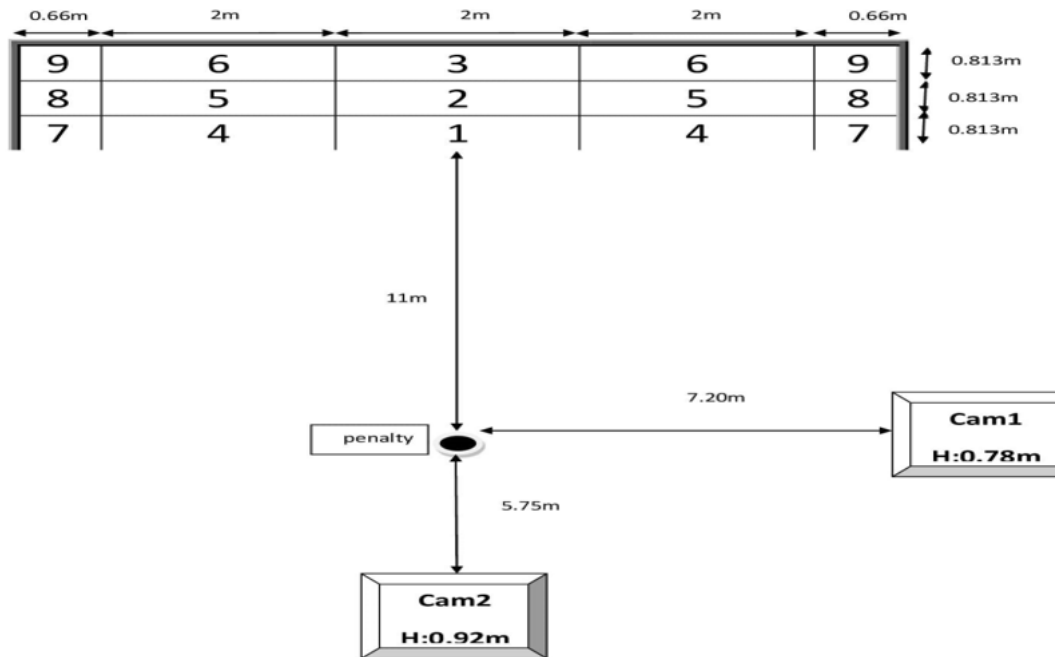 0.66m 2m 2m 2m 0.66m
9 6 3 6 9 0.813m
8 5 2 5 8 0.813m
7 4 1 4 7 0.813m
11m
7.20m
Cam1
penalty
H:0.78m
5.75m
Cam2
H:0.92m